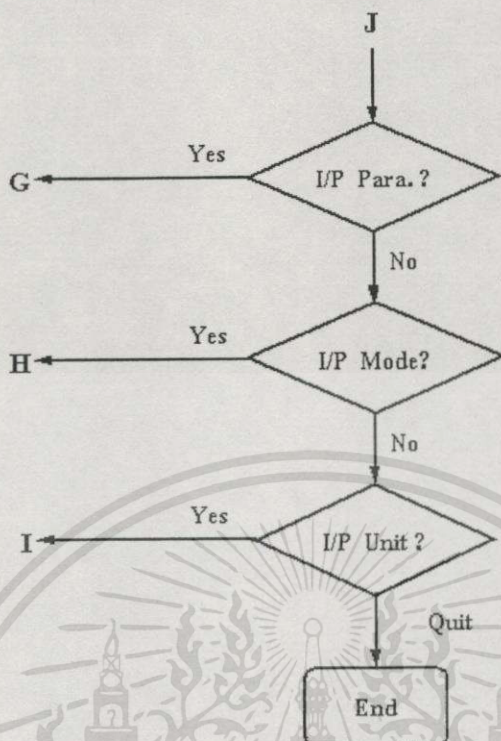 J
Yes
G
I/P Para. ?
No
Yes
H
I/P Mode?
No
Yes
I
I/P Unit ?
Quit
End